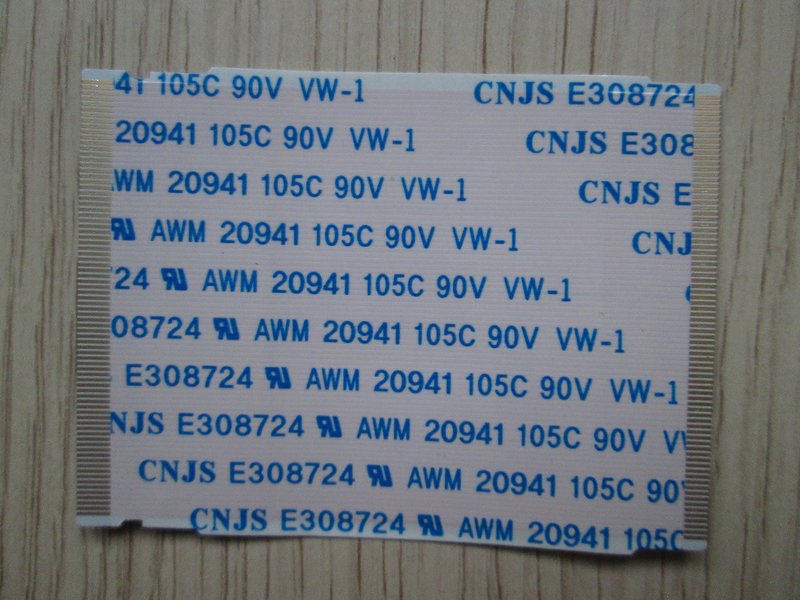 41 105C 90V VW-1 CNJS E308724
20941 105C 90V VW-1 CNJS E308
WM 20941 105C 90V VW-1 CNJS E
AWM 20941 105C 90V VW-1 CNJ
724 AWM 20941 105C 90V VW-1
308724 AWM 20941 105C 90V VW-1
E308724 AWM 20941 105C 90V VW-1
NJS E308724 AWM 20941 105C 90V V
CNJS E308724 AWM 20941 105C 90
CNJS E308724 AWM 20941 105C